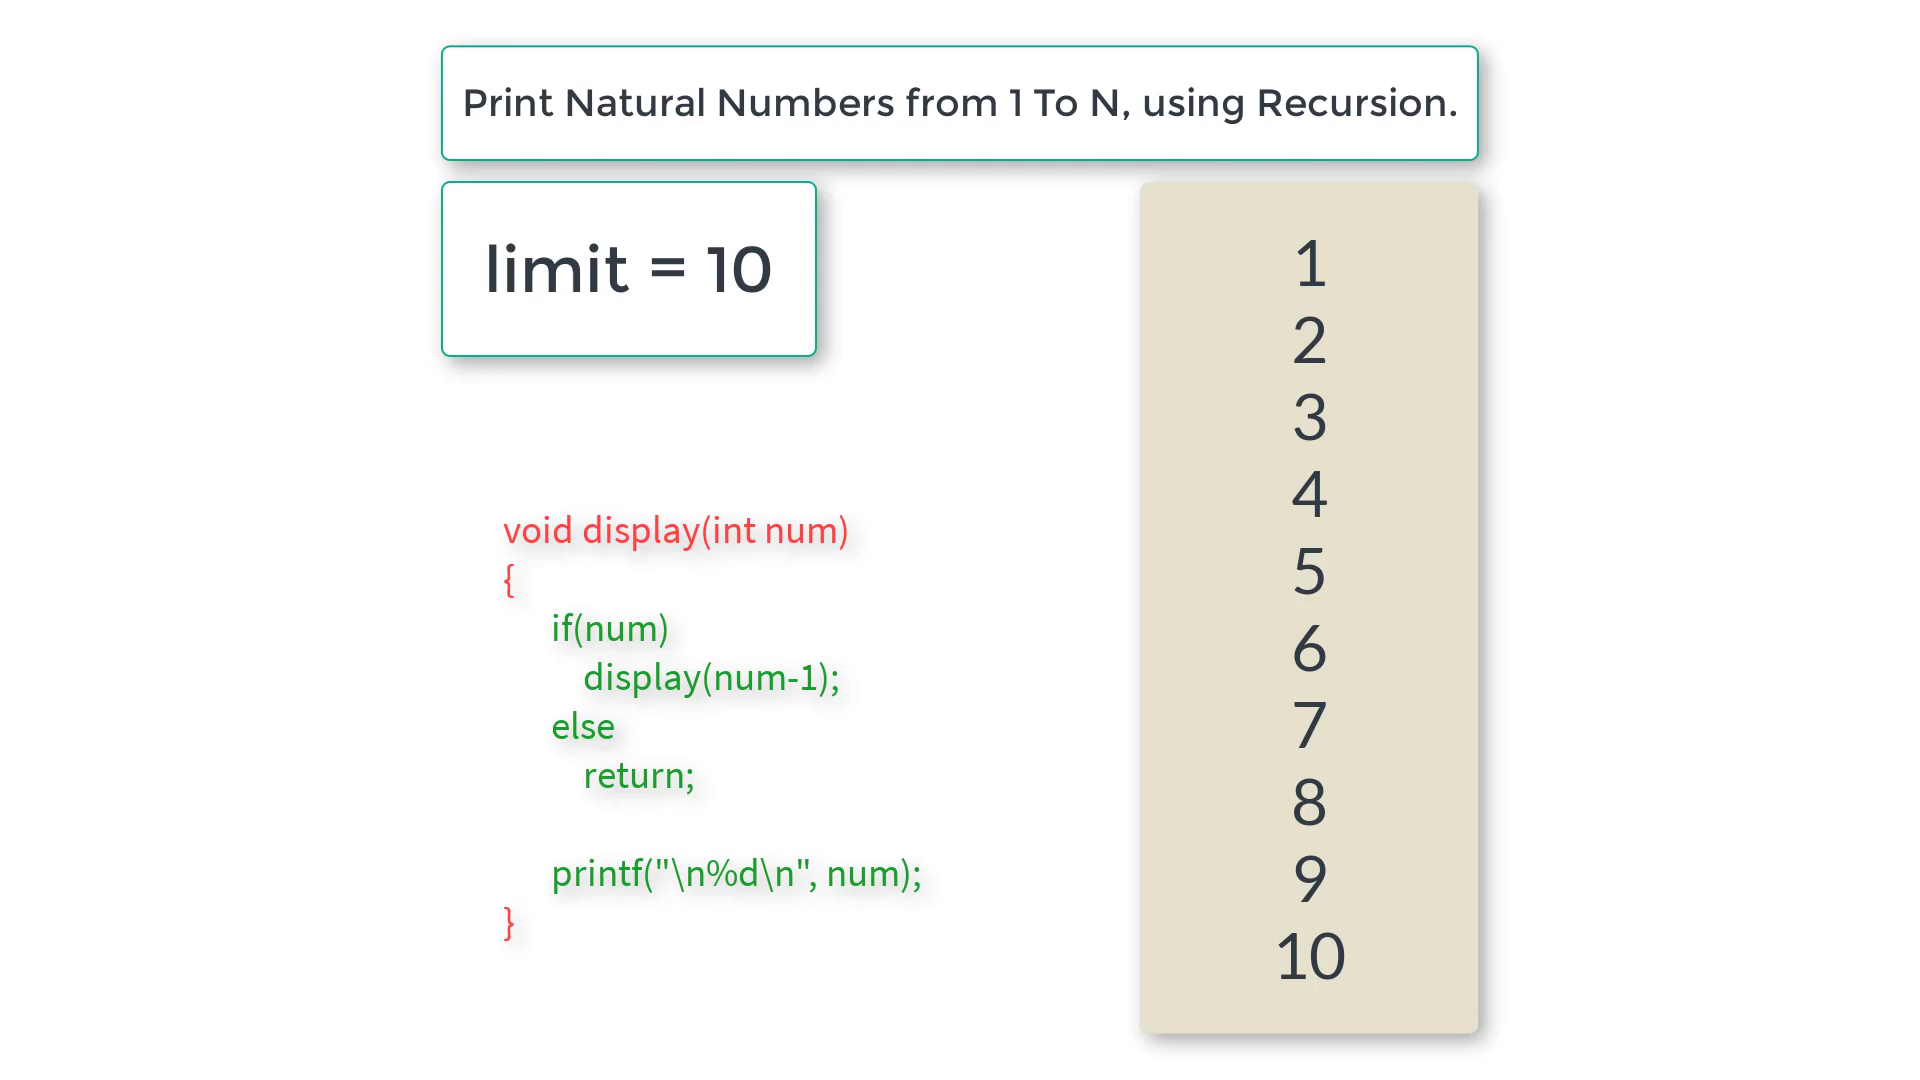 Print Natural Numbers from 1 To N, using Recursion.
limit = 10
void display(int num)
{
if(num)
display(num-1);
else
return;
printf("\n%d\n", num);
}
1
2
3
4
5
6
7
8
9
10